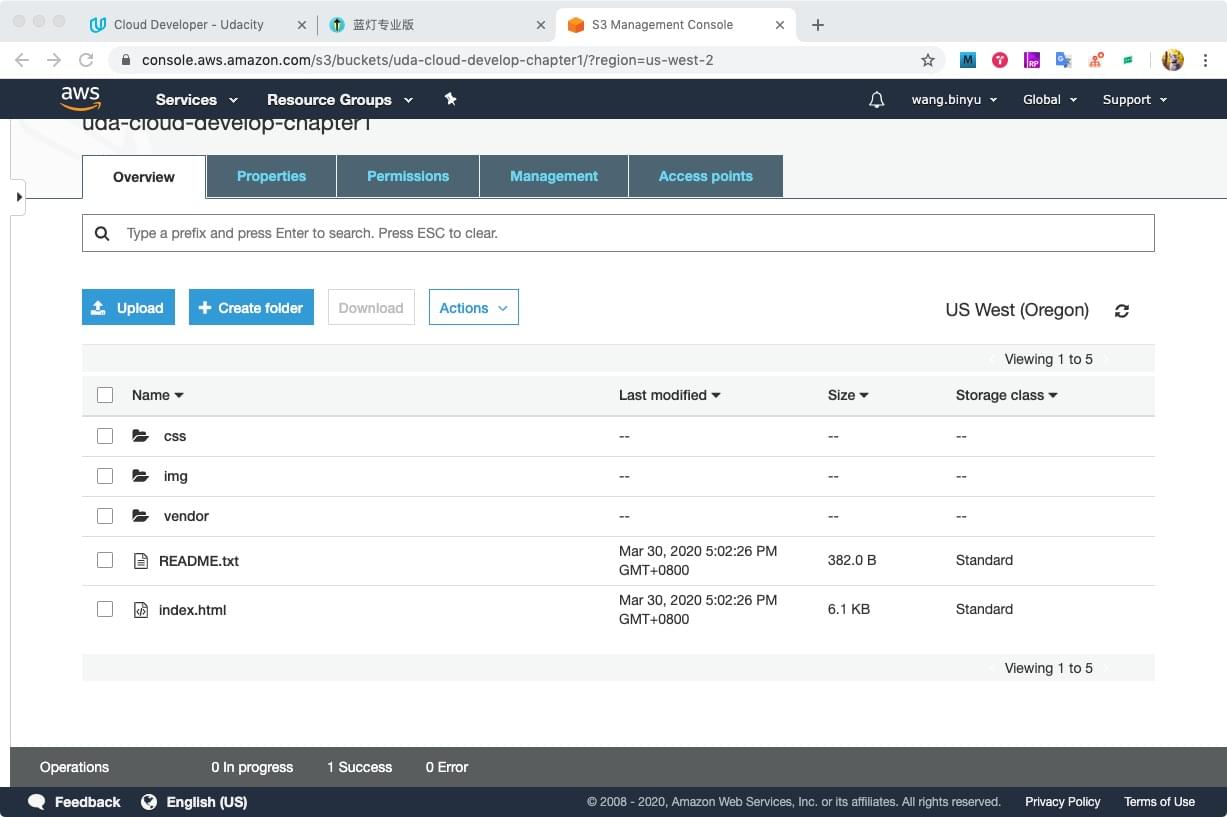 Cloud Developer - Udacity
蓝灯专业版
S3 Management Console
console.aws.amazon.com/s3/buckets/uda-cloud-develop-chapter1/?region=us-west-2
aws
Services
Resource Groups
wang.binyu
Global
Support
uda-cloud-develop-chapter1
Overview
Properties
Permissions
Management
Access points
Type a prefix and press Enter to search. Press ESC to clear.
Upload
Create folder
Download
Actions
US West (Oregon)
Viewing 1 to 5
Name
Last modified
Size
Storage class
css -- -- --
img -- -- --
vendor -- -- --
README.txt
Mar 30, 2020 5:02:26 PM
GMT+0800
382.0 B
Standard
index.html
Mar 30, 2020 5:02:26 PM
GMT+0800
6.1 KB
Standard
Viewing 1 to 5
Operations
0 In progress
1 Success
0 Error
Feedback
English (US)
© 2008 - 2020, Amazon Web Services, Inc. or its affiliates. All rights reserved.
Privacy Policy
Terms of Use